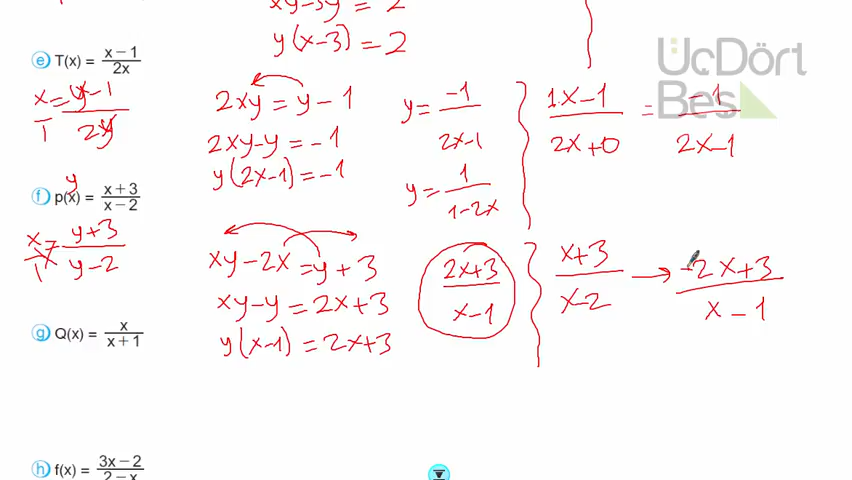 xy-3y = 2
y(x-3) = 2
ÜçDört
Beş
e T(x) = x-1 / 2x
x/1 = y-1 / 2y
2xy = y-1
2xy-y = -1
y(2x-1) = -1
y = -1 / 2x-1
y = 1 / 1-2x
1x-1 / 2x+0 = -1 / 2x-1
y
f p(x) = x+3 / x-2
x/1 = y+3 / y-2
xy-2x = y+3
xy-y = 2x+3
y(x-1) = 2x+3
2x+3 / x-1
x+3 / x-2 → -2x+3 / x-1
g Q(x) = x / x+1
h f(x) = 3x-2 / 2-x